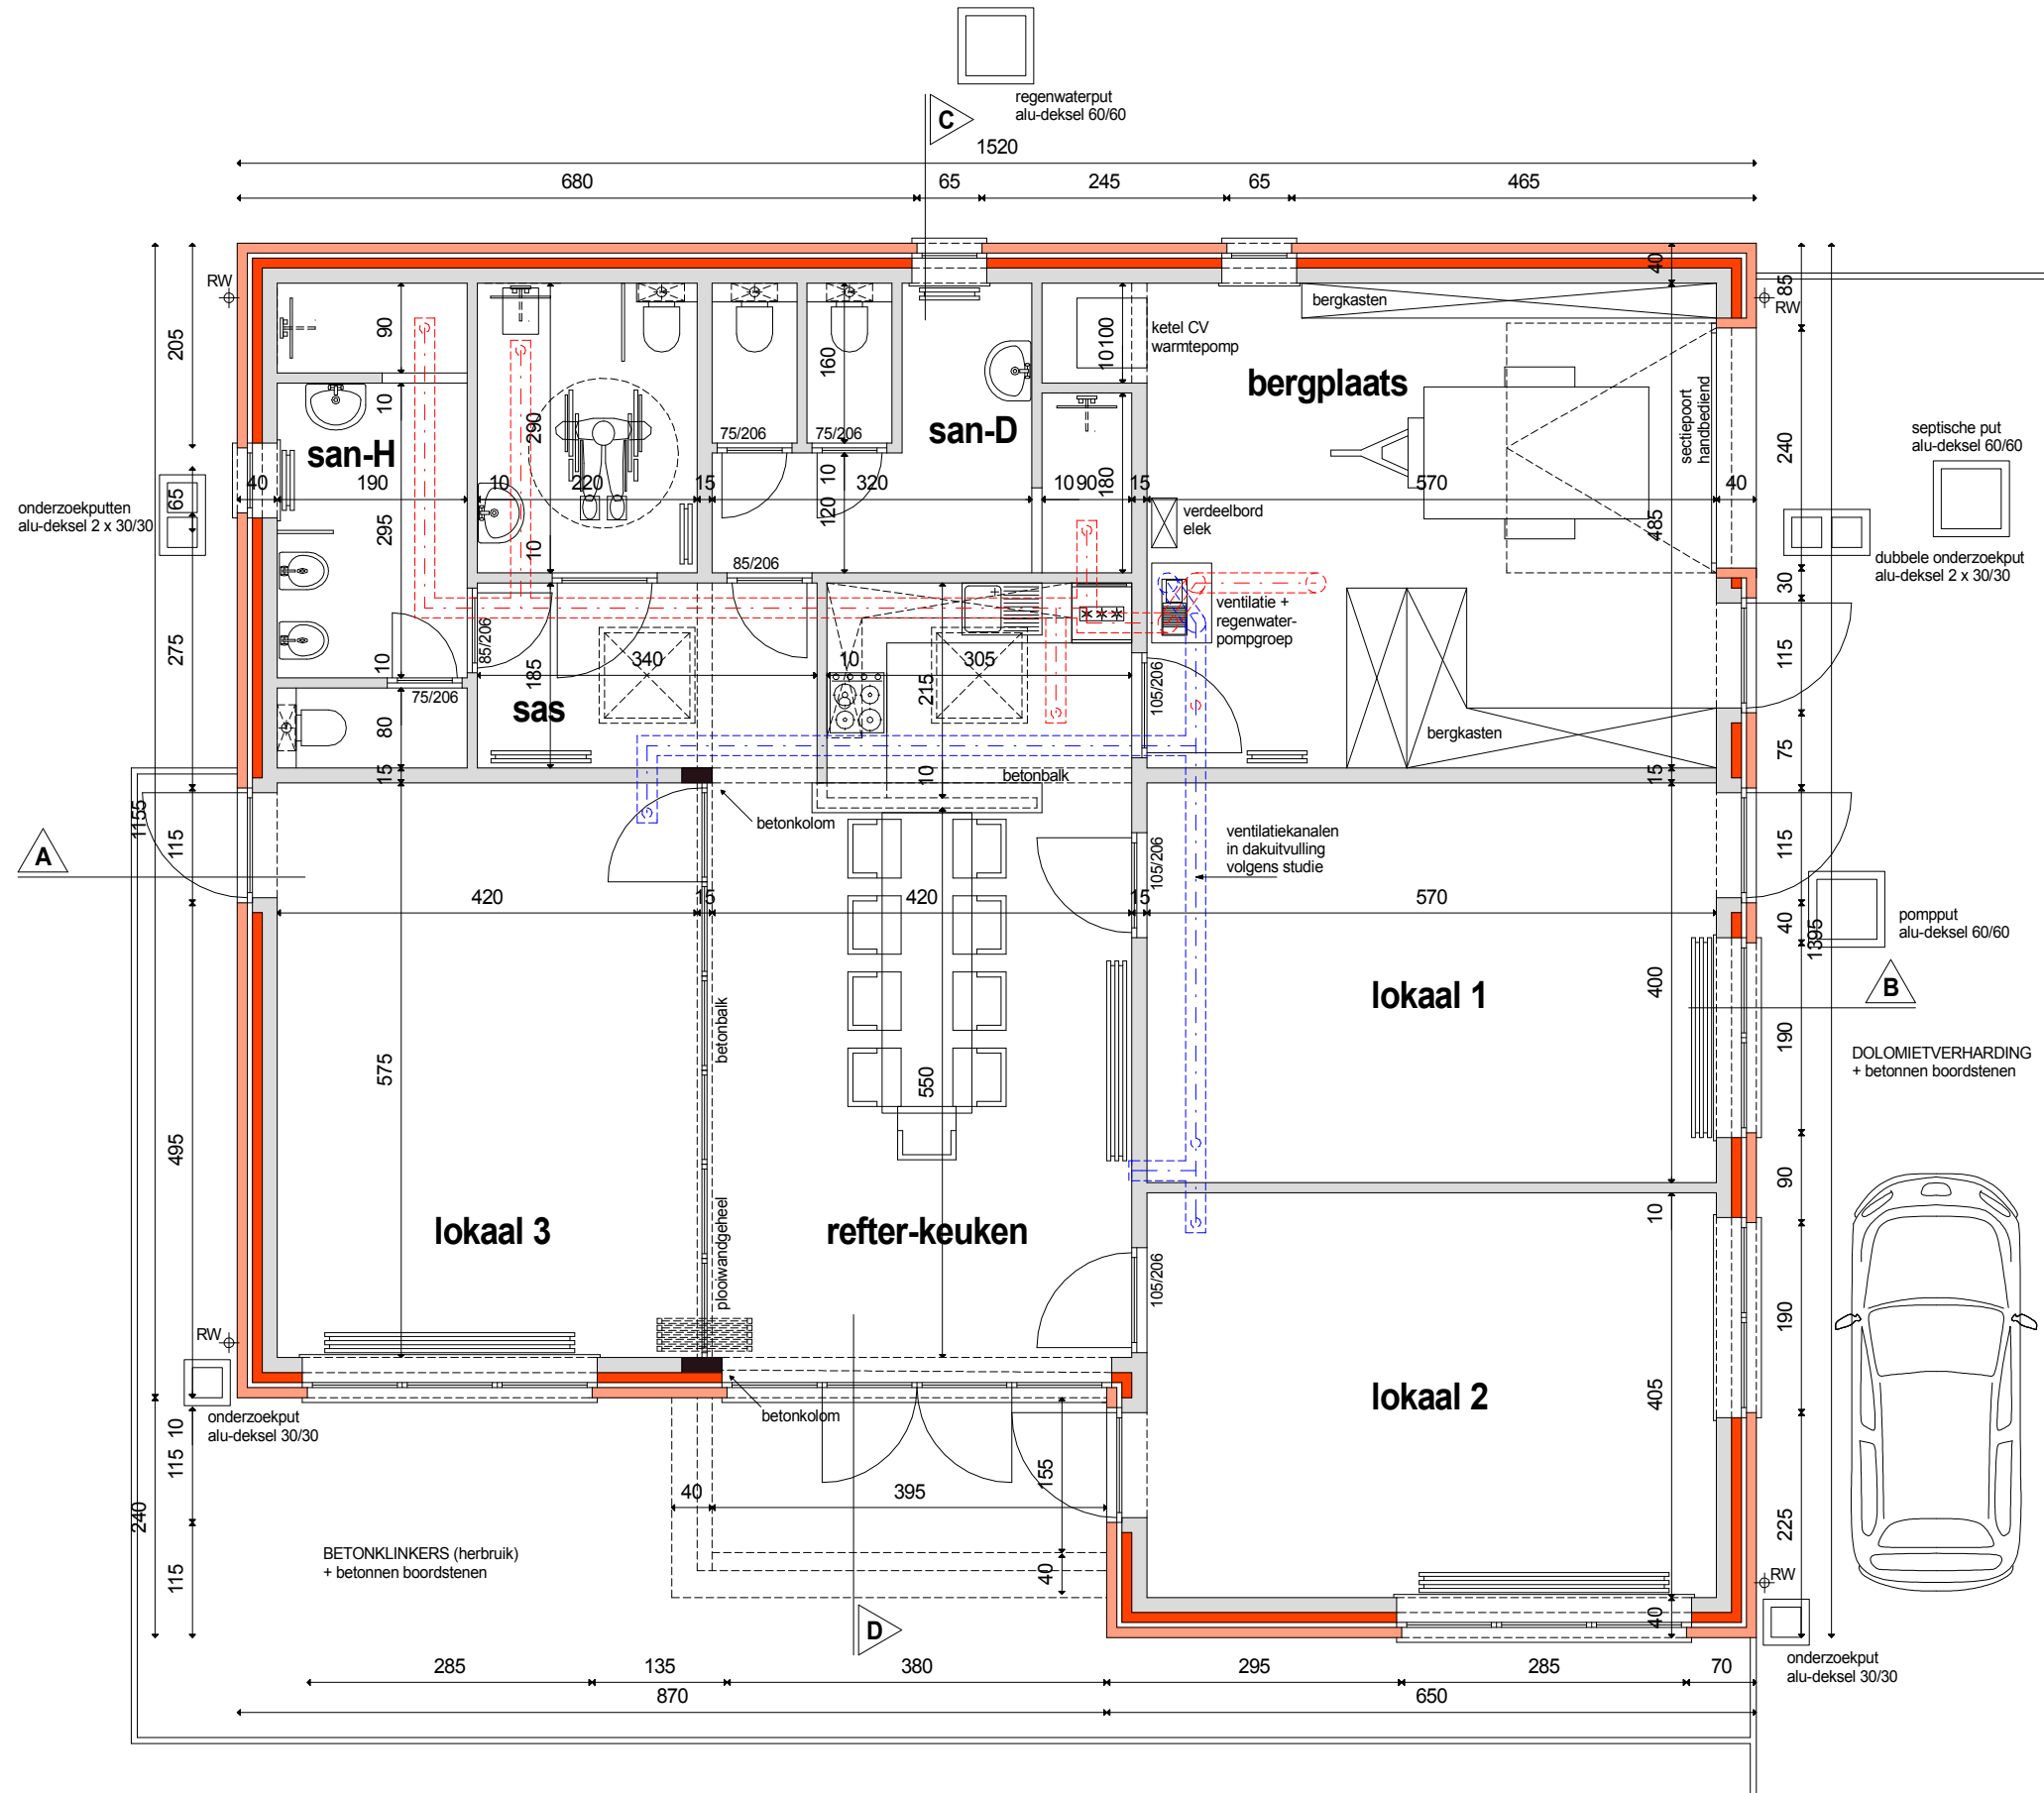 regenwaterput
alu-deksel 60/60
C
1520
680
65
245
65
465
RW
40
bergkasten
85
RW
205
90
10
290
160
10
100
10
ketel CV
warmtepomp
bergplaats
sectiepoort
handbediend
240
septische put
alu-deksel 60/60
san-H
75/206
75/206
san-D
onderzoekputten
alu-deksel 2 x 30/30
65
40
190
10
220
15
320
10
90
180
15
570
40
295
120
485
verdeelbord
elek
dubbele onderzoekput
alu-deksel 2 x 30/30
10
85/206
30
ventilatie +
regenwater-
pompgroep
275
10
85/206
185
340
10
305
215
105/206
115
75/206
sas
80
bergkasten
75
15
10
betonbalk
15
1155
115
betonkolom
105/206
ventilatiekanalen
in dakuitvulling
volgens studie
115
A
420
15
420
15
570
40
1395
pompput
alu-deksel 60/60
betonbalk
lokaal 1
400
B
190
575
550
DOLOMIETVERHARDING
+ betonnen boordstenen
495
90
lokaal 3
plooiwandgeheel
refter-keuken
10
105/206
190
RW
onderzoekput
alu-deksel 30/30
10
betonkolom
lokaal 2
405
115
155
40
395
240
225
BETONKLINKERS (herbruik)
+ betonnen boordstenen
115
40
RW
40
D
onderzoekput
alu-deksel 30/30
285
135
380
295
285
70
870
650